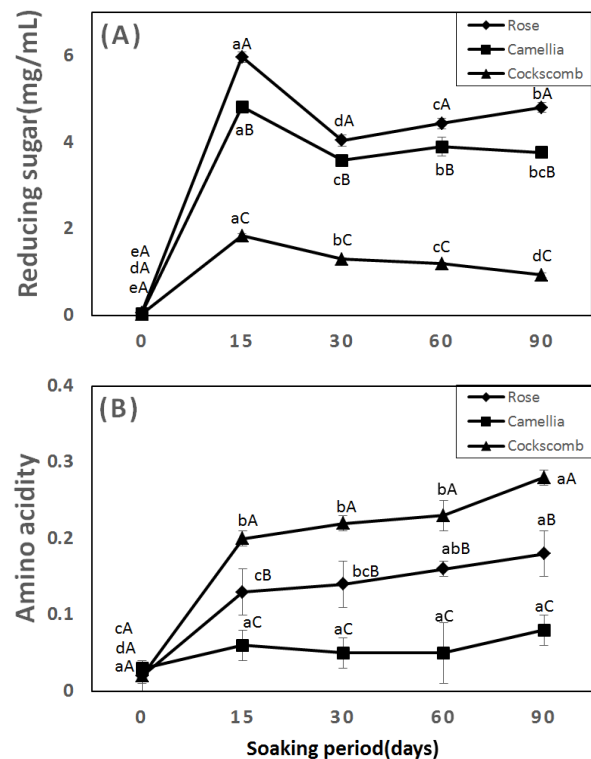 (A)
Rose
Camellia
Cockscomb
Reducing sugar(mg/mL)
6
4
2
0
aA
dA
cA
bA
aB
cB
bB
bcB
aC
bC
cC
dC
eA
dA
eA
0 15 30 60 90
(B)
Rose
Camellia
Cockscomb
Amino acidity
0.4
0.3
0.2
0.1
0
bA
bA
bA
aA
cB
bcB
abB
aB
aC
aC
aC
aC
cA
dA
aA
0 15 30 60 90
Soaking period(days)